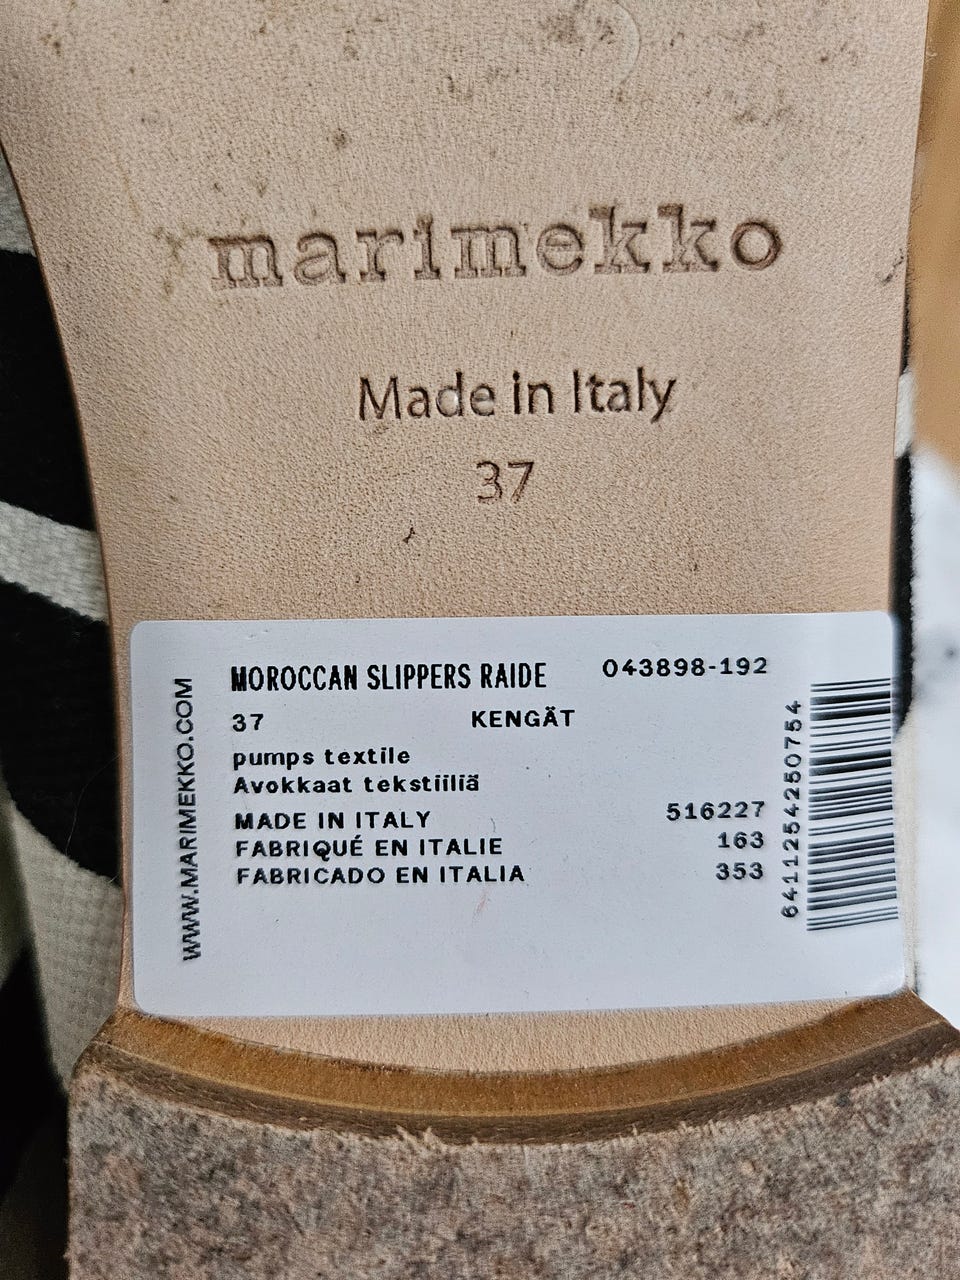 marimekko
Made in Italy
37
MOROCCAN SLIPPERS RAIDE 043898-192
37 KENGÄT
pumps textile
Avokkaat tekstiiliä
MADE IN ITALY 516227
FABRIQUÉ EN ITALIE 163
FABRICADO EN ITALIA 353
WWW.MARIMEKKO.COM
6411254250754